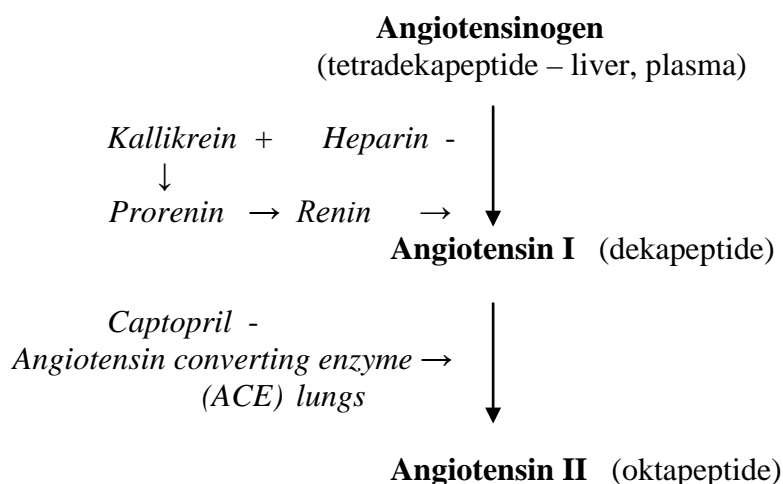 Angiotensinogen
(tetradekapeptide – liver, plasma)
Kallikrein + Heparin -
↓
Prorenin → Renin →
Angiotensin I (dekapeptide)
Captopril -
Angiotensin converting enzyme →
(ACE) lungs
Angiotensin II (oktapeptide)